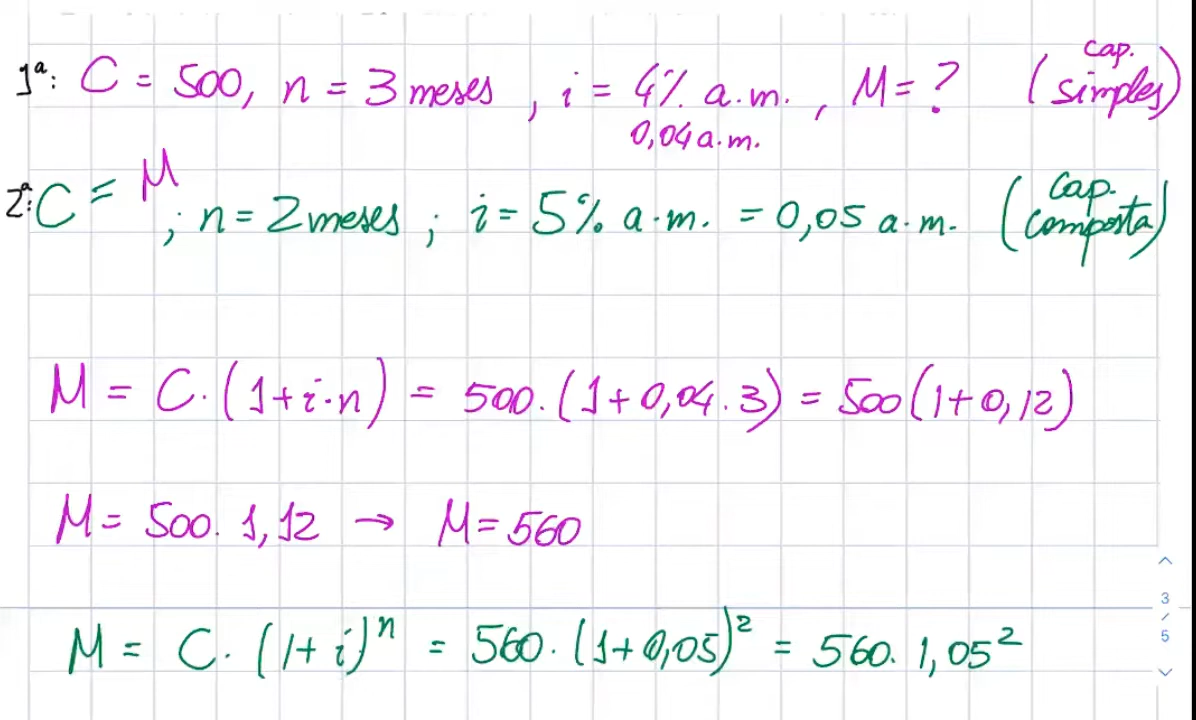 1ª: C = 500, n = 3 meses, i = 4% a.m., M = ? (cap. simples)
0,04 a.m.
2ª: C = M; n = 2 meses; i = 5% a.m. = 0,05 a.m. (cap. composta)
M = C.(1+i.n) = 500.(1+0,04.3) = 500(1+0,12)
M = 500.1,12 → M = 560
M = C.(1+i)ⁿ = 560.(1+0,05)² = 560.1,05²
3
/
5